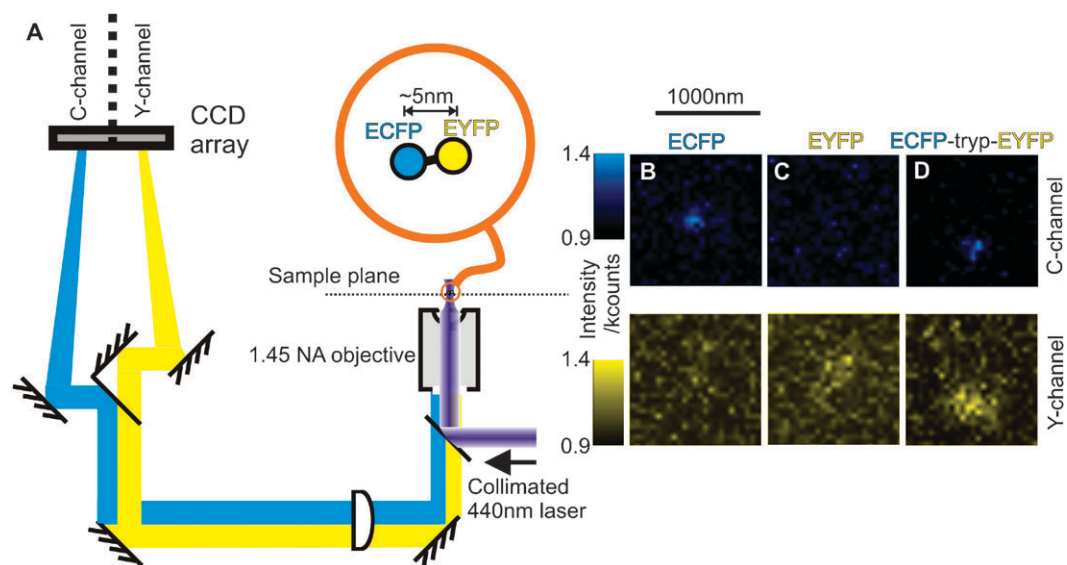 A
C-channel
Y-channel
CCD
array
~5nm
ECFP
EYFP
Sample plane
1.45 NA objective
Collimated
440nm laser
1000nm
ECFP
EYFP
ECFP-tryp-EYFP
1.4
0.9
Intensity
/kcounts
1.4
0.9
B
C
D
C-channel
Y-channel